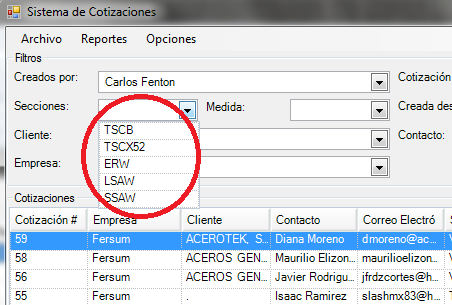 Sistema de Cotizaciones
Archivo Reportes Opciones
Filtros
Creados por: Carlos Fenton Cotización
Secciones: Medida: Creada des
TSCB
Cliente: TSCX52 Contacto:
ERW
Empresa: LSAW
SSAW
Cotizaciones
Cotización # Empresa Cliente Contacto Correo Electró S
59 Fersum ACEROTEK, S. Diana Moreno dmoreno@ac... V
58 Fersum ACEROS GEN... Maurilio Elizon... maurilioelizon... V
56 Fersum ACEROS GEN... Javier Rodrigu... jfrdzcortes@h...
55 Fersum . Isaac Ramirez slashmx83@h... T